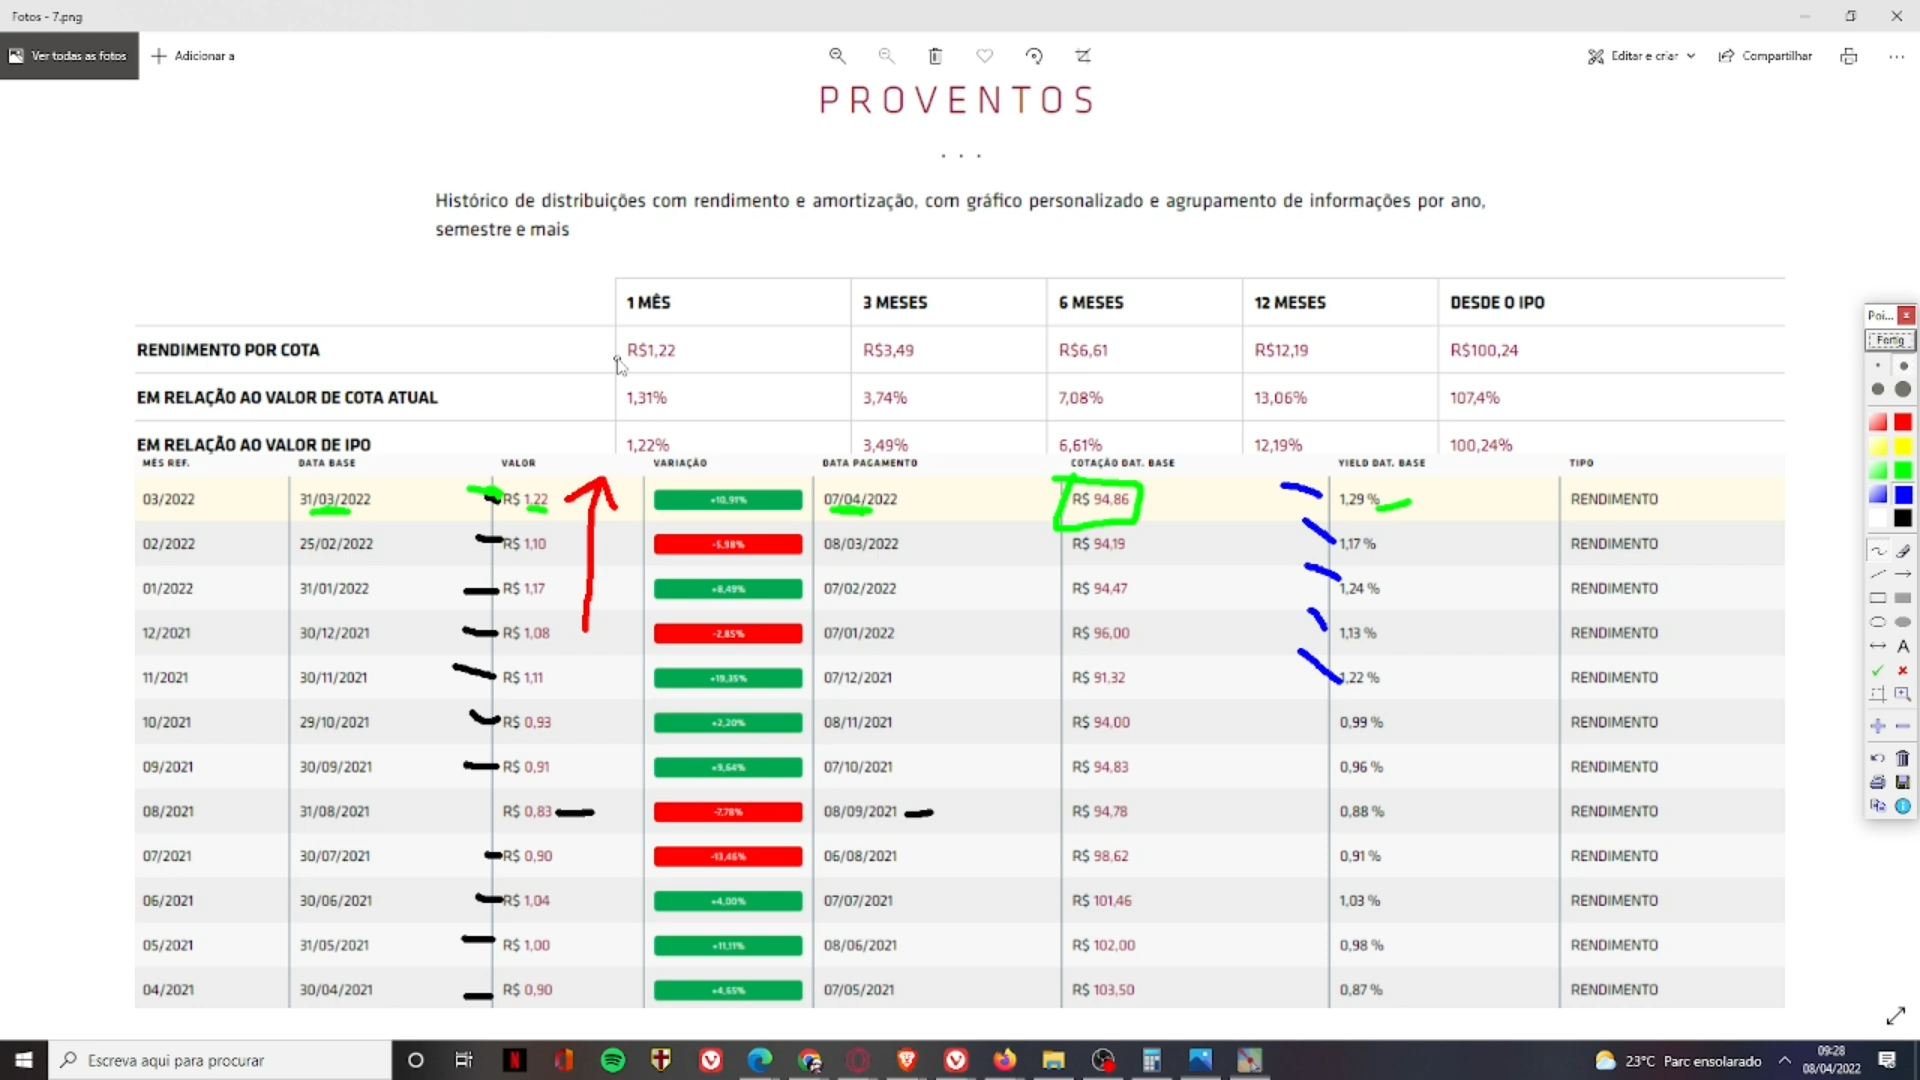 Fotos - 7.png
Ver todas as fotos
Adicionar a
Editar e criar
Compartilhar
PROVENTOS
Histórico de distribuições com rendimento e amortização, com gráfico personalizado e agrupamento de informações por ano,
semestre e mais
1 MÊS 3 MESES 6 MESES 12 MESES DESDE O IPO
RENDIMENTO POR COTA R$1,22 R$3,49 R$6,61 R$12,19 R$100,24
EM RELAÇÃO AO VALOR DE COTA ATUAL 1,31% 3,74% 7,08% 13,06% 107,4%
EM RELAÇÃO AO VALOR DE IPO 1,22% 3,49% 6,61% 12,19% 100,24%
MÊS REF. DATA BASE VALOR VARIAÇÃO DATA PAGAMENTO COTAÇÃO DAT. BASE YIELD DAT. BASE TIPO
03/2022 31/03/2022 R$ 1,22 +10,91% 07/04/2022 R$ 94,86 1,29 % RENDIMENTO
02/2022 25/02/2022 R$ 1,10 -5,98% 08/03/2022 R$ 94,19 1,17 % RENDIMENTO
01/2022 31/01/2022 R$ 1,17 +8,49% 07/02/2022 R$ 94,47 1,24 % RENDIMENTO
12/2021 30/12/2021 R$ 1,08 -2,85% 07/01/2022 R$ 96,00 1,13 % RENDIMENTO
11/2021 30/11/2021 R$ 1,11 +19,35% 07/12/2021 R$ 91,32 1,22 % RENDIMENTO
10/2021 29/10/2021 R$ 0,93 +2,20% 08/11/2021 R$ 94,00 0,99 % RENDIMENTO
09/2021 30/09/2021 R$ 0,91 +9,64% 07/10/2021 R$ 94,83 0,96 % RENDIMENTO
08/2021 31/08/2021 R$ 0,83 -7,78% 08/09/2021 R$ 94,78 0,88 % RENDIMENTO
07/2021 30/07/2021 R$ 0,90 -13,46% 06/08/2021 R$ 98,62 0,91 % RENDIMENTO
06/2021 30/06/2021 R$ 1,04 +4,00% 07/07/2021 R$ 101,46 1,03 % RENDIMENTO
05/2021 31/05/2021 R$ 1,00 +11,11% 08/06/2021 R$ 102,00 0,98 % RENDIMENTO
04/2021 30/04/2021 R$ 0,90 +4,65% 07/05/2021 R$ 103,50 0,87 % RENDIMENTO
Poi...
Fertig
A
Escreva aqui para procurar
23°C Parc ensolarado
09:28
08/04/2022